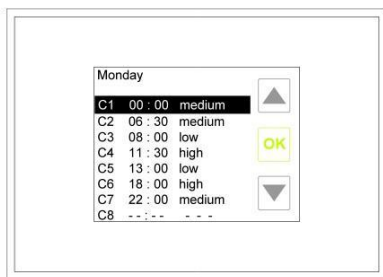 Monday
C1 00 : 00 medium
C2 06 : 30 medium
C3 08 : 00 low
OK
C4 11 : 30 high
C5 13 : 00 low
C6 18 : 00 high
C7 22 : 00 medium
C8 - - : - - - - -